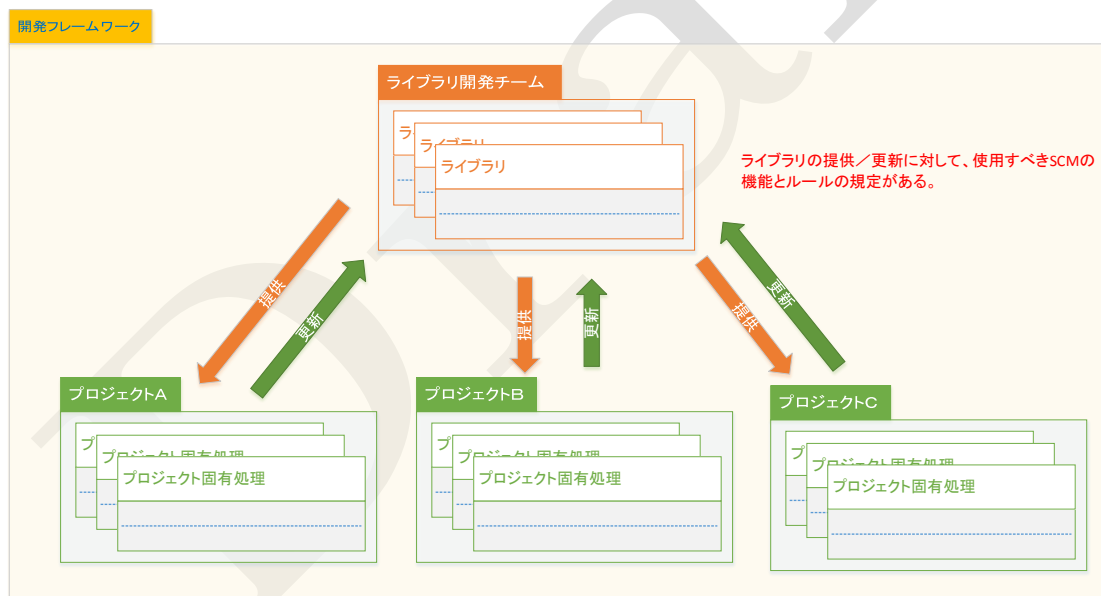 開発フレームワーク
ライブラリ開発チーム
ライブラリ
ライブラリ
ライブラリの提供／更新に対して、使用すべきSCMの
機能とルールの規定がある。
提供
更新
提供
更新
提供
更新
プロジェクトA
プロジェクトB
プロジェクトC
プ
プロジェクト固有処理
プロジェクト固有処理
プ
プロジェクト固有処理
プロジェクト固有処理
プ
プロジェクト固有処理
プロジェクト固有処理